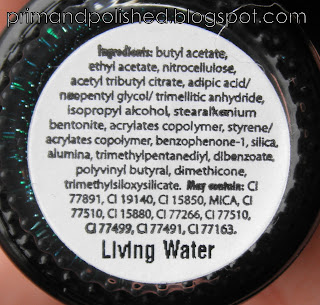 primandpolished.blogspot.com
Ingredients: butyl acetate,
ethyl acetate, nitrocellulose,
acetyl tributyl citrate, adipic acid/
neopentyl glycol/ trimellitic anhydride,
isopropyl alcohol, stearalkonium
bentonite, acrylates copolymer, styrene/
acrylates copolymer, benzophenone-1, silica,
alumina, trimethylpentanediyl, dibenzoate,
polyvinyl butyral, dimethicone,
trimethylsiloxysilicate. May contain: CI
77891, CI 19140, CI 15850, MICA, CI
77510, CI 15880, CI 77266, CI 77510,
CI 77499, CI 77491, CI 77163.
Living Water